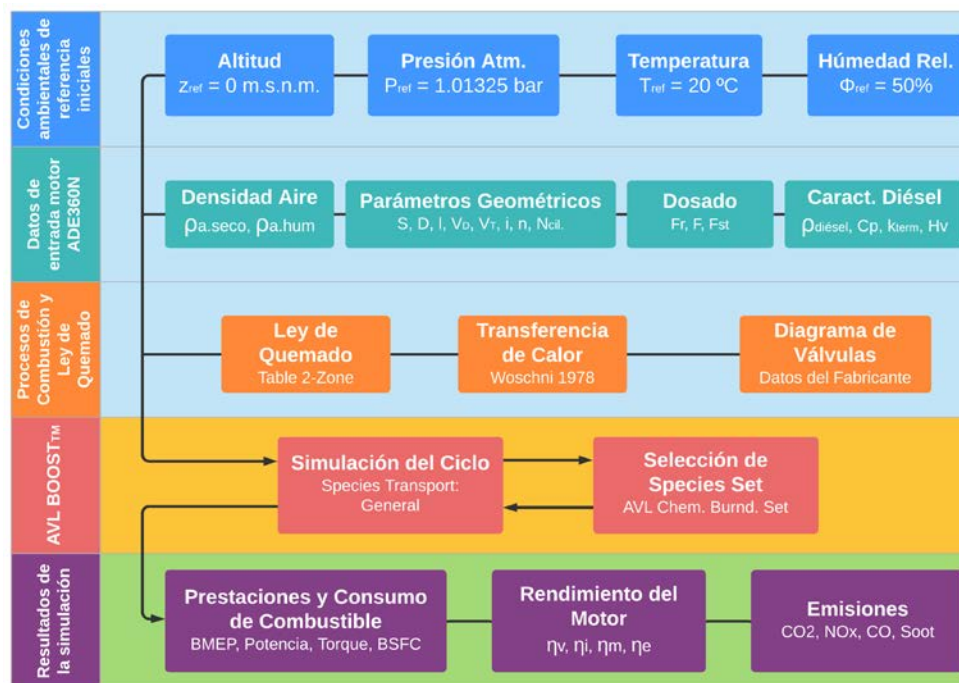 Condiciones
ambientales de
referencia
iniciales
Altitud
zref = 0 m.s.n.m.
Presión Atm.
Pref = 1.01325 bar
Temperatura
Tref = 20 ºC
Húmedad Rel.
Φref = 50%
Datos de
entrada motor
ADE360N
Densidad Aire
ρa.seco, ρa.hum
Parámetros Geométricos
S, D, l, VD, VT, i, n, Ncil.
Dosado
Fr, F, Fst
Caract. Diésel
ρdiésel, Cp, kterm, Hv
Procesos de
Combustión y
Ley de
Quemado
Ley de
Quemado
Table 2-Zone
Transferencia
de Calor
Woschni 1978
Diagrama de
Válvulas
Datos del Fabricante
AVL BOOSTTM
Simulación del Ciclo
Species Transport:
General
Selección de
Species Set
AVL Chem. Burnd. Set
Resultados de
la simulación
Prestaciones y Consumo
de Combustible
BMEP, Potencia, Torque, BSFC
Rendimiento del
Motor
ηv, ηi, ηm, ηe
Emisiones
CO2, NOx, CO, Soot